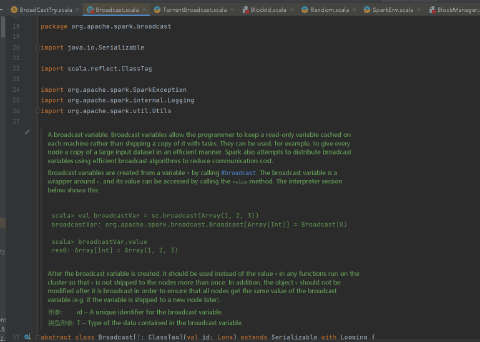 BroadCastTry.scala Broadcast.scala TorrentBroadcast.scala BlockId.scala Random.scala SparkEnv.scala BlockManager.
18 package org.apache.spark.broadcast
19
20 import java.io.Serializable
21
22 import scala.reflect.ClassTag
23
24 import org.apache.spark.SparkException
25 import org.apache.spark.internal.Logging
26 import org.apache.spark.util.Utils
27
A broadcast variable. Broadcast variables allow the programmer to keep a read-only variable cached on
each machine rather than shipping a copy of it with tasks. They can be used, for example, to give every
node a copy of a large input dataset in an efficient manner. Spark also attempts to distribute broadcast
variables using efficient broadcast algorithms to reduce communication cost.
Broadcast variables are created from a variable v by calling #broadcast. The broadcast variable is a
wrapper around v, and its value can be accessed by calling the value method. The interpreter session
below shows this:
scala> val broadcastVar = sc.broadcast(Array(1, 2, 3))
broadcastVar: org.apache.spark.broadcast.Broadcast[Array[Int]] = Broadcast(0)
scala> broadcastVar.value
res0: Array[Int] = Array(1, 2, 3)
After the broadcast variable is created, it should be used instead of the value v in any functions run on the
cluster so that v is not shipped to the nodes more than once. In addition, the object v should not be
modified after it is broadcast in order to ensure that all nodes get the same value of the broadcast
variable (e.g. if the variable is shipped to a new node later).
形参: id – A unique identifier for the broadcast variable.
类型形参: T – Type of the data contained in the broadcast variable.
57 abstract class Broadcast[T: ClassTag](val id: Long) extends Serializable with Logging {